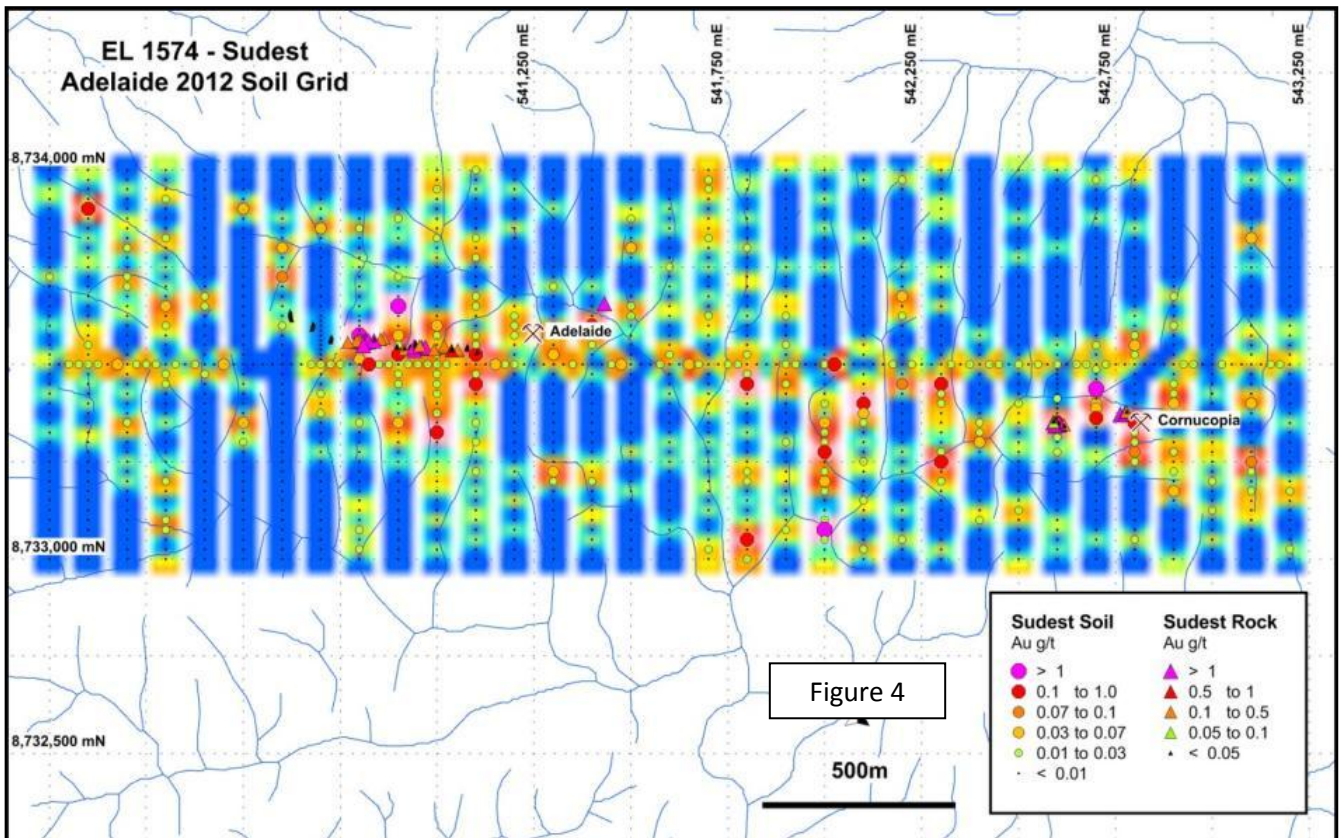 EL 1574 - Sudest
Adelaide 2012 Soil Grid
541,250 mE
541,750 mE
542,250 mE
542,750 mE
543,250 mE
8,734,000 mN
Adelaide
Cornucopia
8,733,000 mN
Sudest Soil
Au g/t
> 1
0.1 to 1.0
0.07 to 0.1
0.03 to 0.07
0.01 to 0.03
< 0.01
Sudest Rock
Au g/t
> 1
0.5 to 1
0.1 to 0.5
0.05 to 0.1
< 0.05
Figure 4
8,732,500 mN
500m